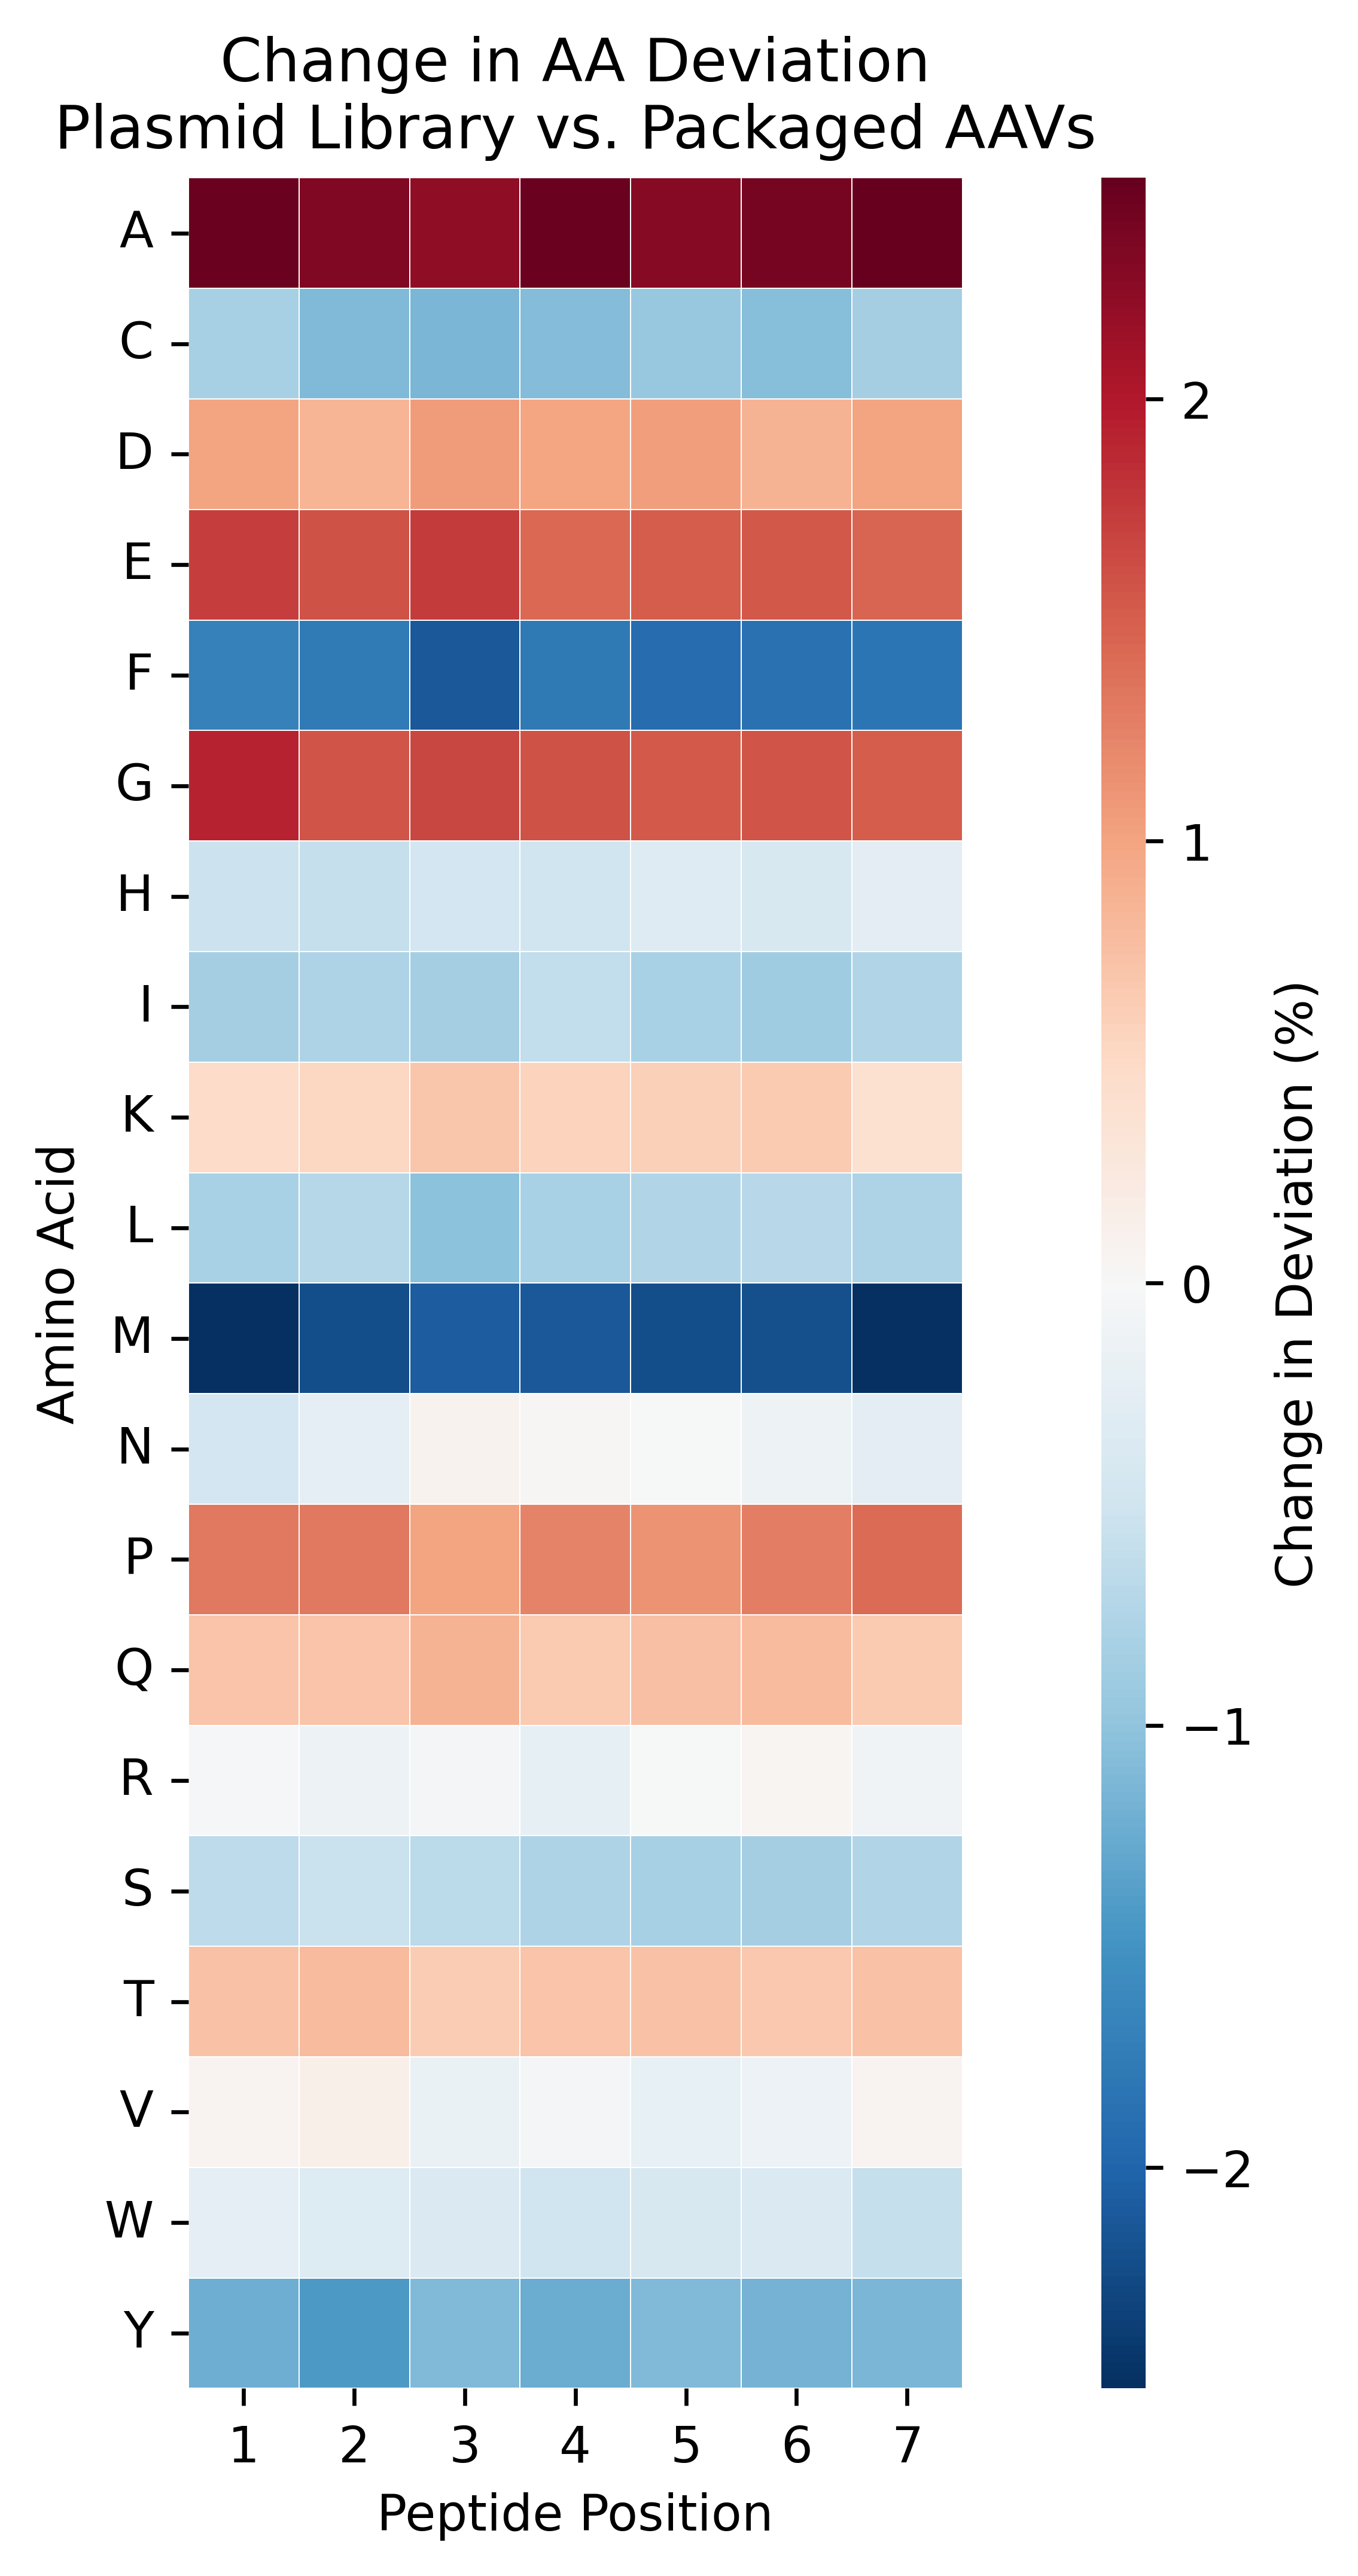 Change in AA Deviation
Plasmid Library vs. Packaged AAVs
A
C
D
E
F
G
H
I
K
L
M
N
P
Q
R
S
T
V
W
Y
Amino Acid
1 2 3 4 5 6 7
Peptide Position
2
1
0
−1
−2
Change in Deviation (%)